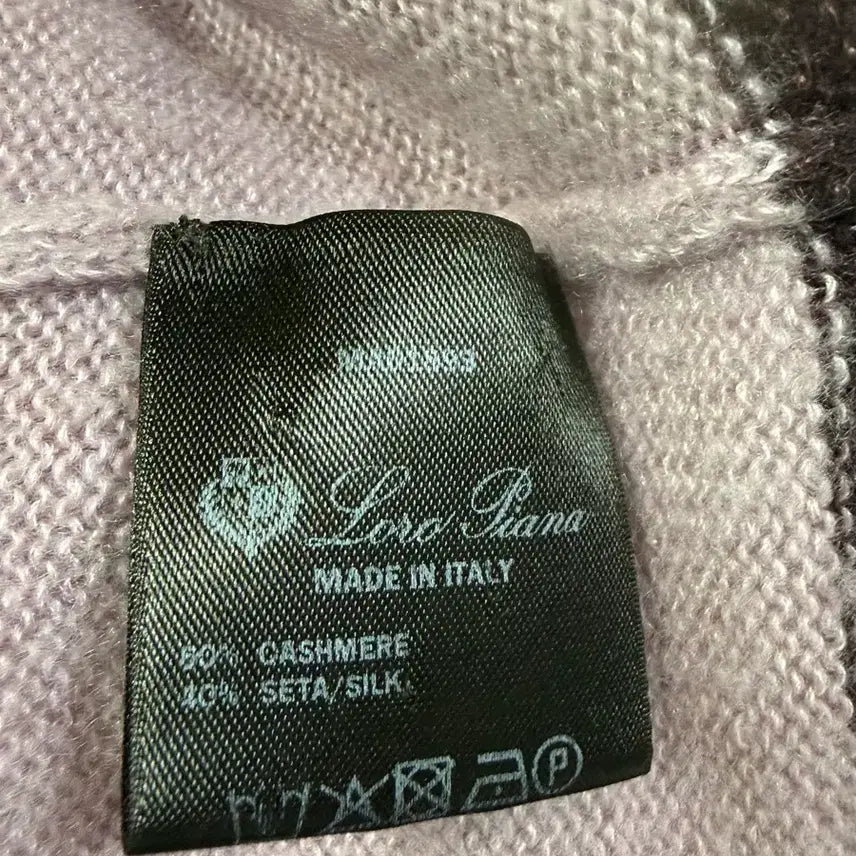 Loro Piana
MADE IN ITALY
60% CASHMERE
40% SETA/SILK
P